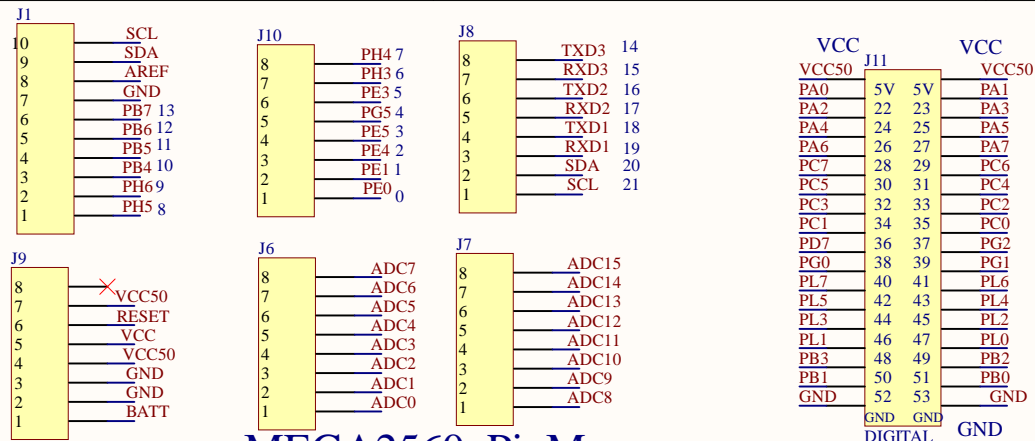 J1
10 SCL
9 SDA
8 AREF
7 GND
6 PB7 13
5 PB6 12
4 PB5 11
3 PB4 10
2 PH6 9
1 PH5 8
J10
8 PH4 7
7 PH3 6
6 PE3 5
5 PG5 4
4 PE5 3
3 PE4 2
2 PE1 1
1 PE0 0
J8
8 TXD3 14
7 RXD3 15
6 TXD2 16
5 RXD2 17
4 TXD1 18
3 RXD1 19
2 SDA 20
1 SCL 21
J9
8
7 VCC50
6 RESET
5 VCC
4 VCC50
3 GND
2 GND
1 BATT
J6
8 ADC7
7 ADC6
6 ADC5
5 ADC4
4 ADC3
3 ADC2
2 ADC1
1 ADC0
J7
8 ADC15
7 ADC14
6 ADC13
5 ADC12
4 ADC11
3 ADC10
2 ADC9
1 ADC8
VCC VCC
J11
VCC50 5V 5V VCC50
PA0 22 23 PA1
PA2 24 25 PA3
PA4 26 27 PA5
PA6 28 29 PA7
PC7 30 31 PC6
PC5 32 33 PC4
PC3 34 35 PC2
PC1 36 37 PC0
PD7 38 39 PG2
PG0 40 41 PG1
PL7 42 43 PL6
PL5 44 45 PL4
PL3 46 47 PL2
PL1 48 49 PL0
PB3 50 51 PB2
PB1 52 53 PB0
GND GND GND GND
DIGITAL GND
MEGA2560 Pin M